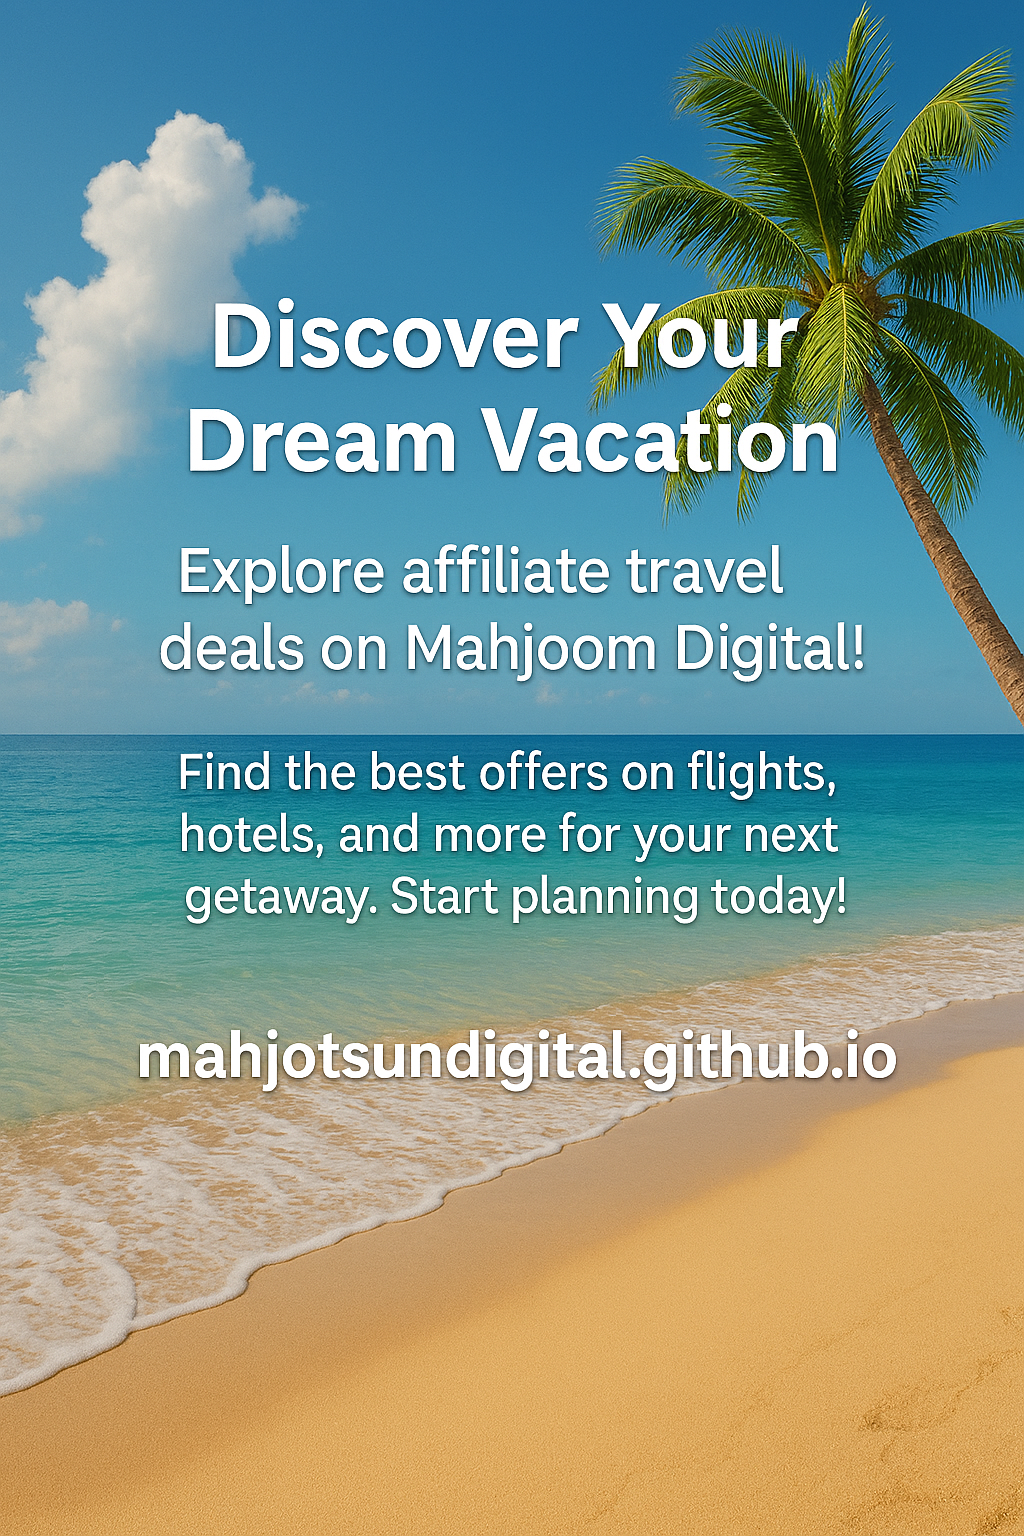 Discover Your
Dream Vacation
Explore affiliate travel
deals on Mahjoom Digital!
Find the best offers on flights,
hotels, and more for your next
getaway. Start planning today!
mahjotsundigital.github.io